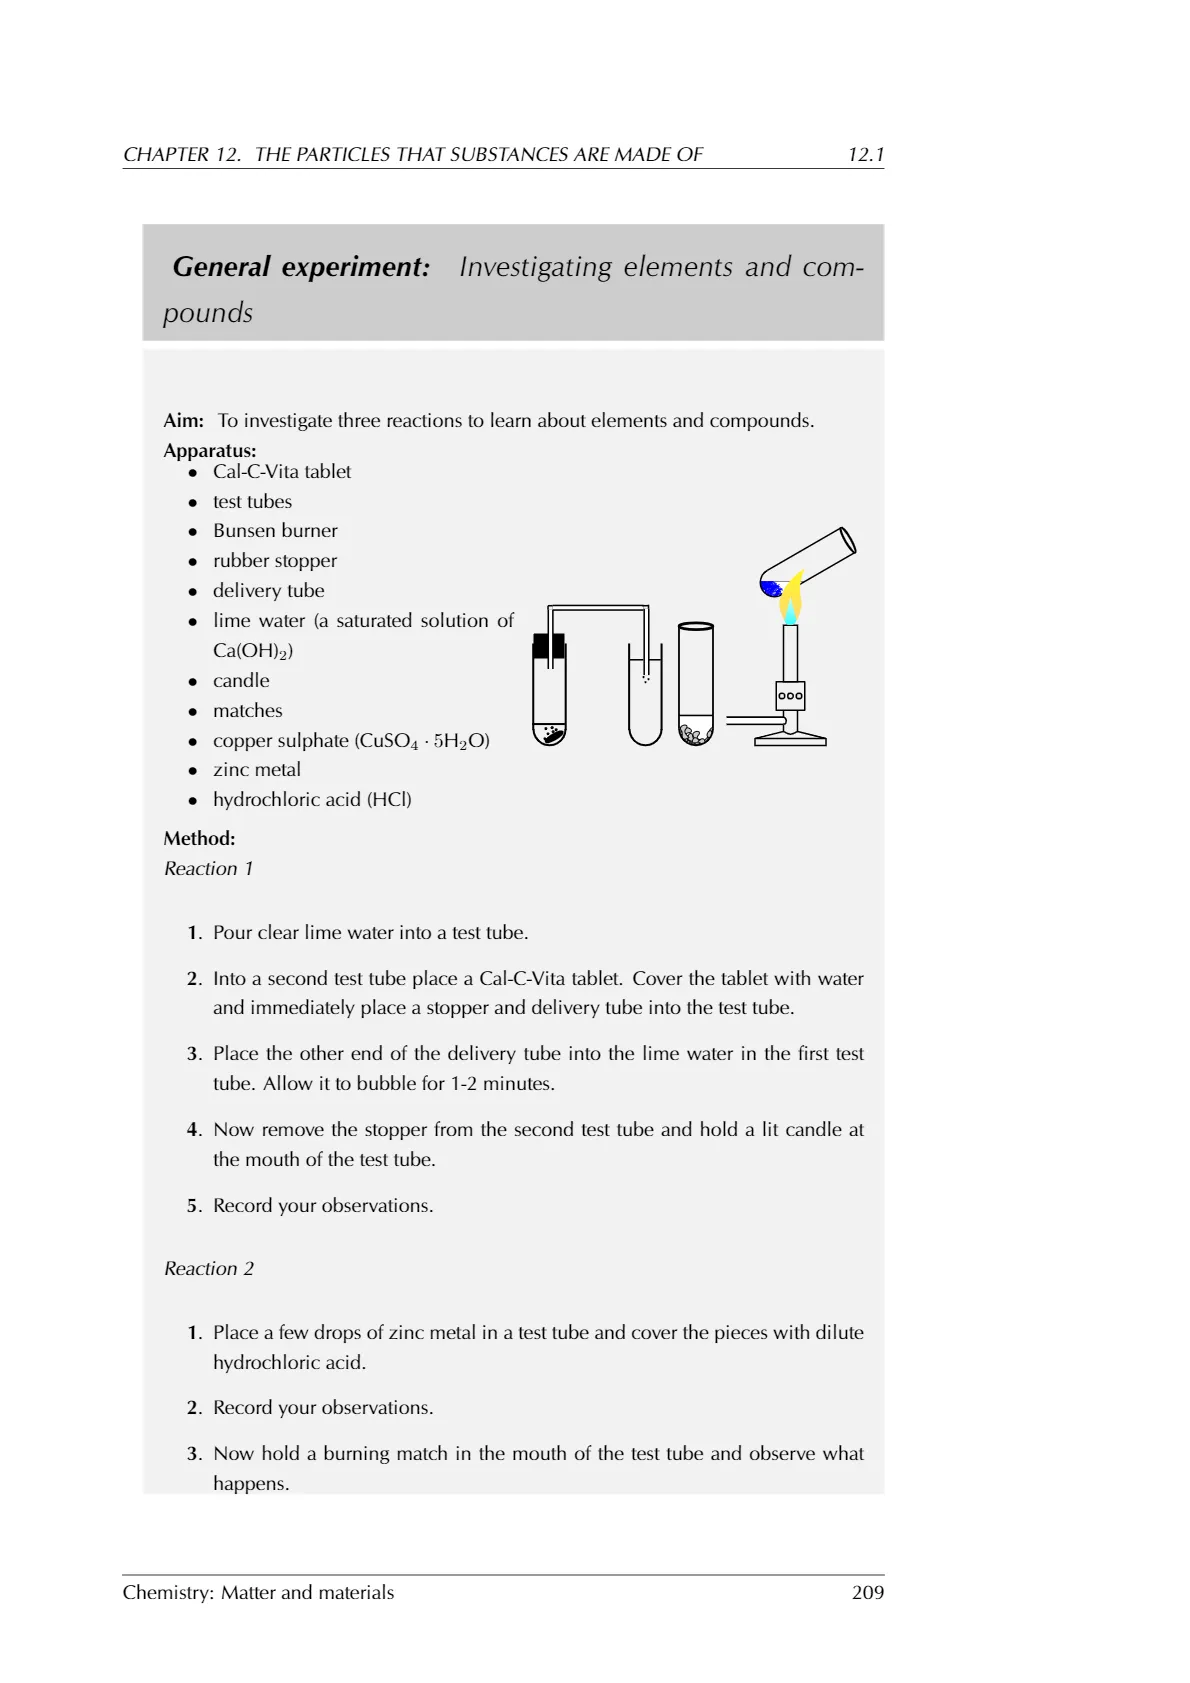 CHAPTER 12. THE PARTICLES THAT SUBSTANCES ARE MADE OF 12.1
General experiment: Investigating elements and com-
pounds
Aim: To investigate three reactions to learn about elements and compounds.
Apparatus:
• Cal-C-Vita tablet
• test tubes
• Bunsen burner
• rubber stopper
• delivery tube
• lime water (a saturated solution of
Ca(OH)₂)
• candle
• matches
• copper sulphate (CuSO₄ · 5H₂O)
• zinc metal
• hydrochloric acid (HCl)
Method:
Reaction 1
1. Pour clear lime water into a test tube.
2. Into a second test tube place a Cal-C-Vita tablet. Cover the tablet with water
and immediately place a stopper and delivery tube into the test tube.
3. Place the other end of the delivery tube into the lime water in the first test
tube. Allow it to bubble for 1-2 minutes.
4. Now remove the stopper from the second test tube and hold a lit candle at
the mouth of the test tube.
5. Record your observations.
Reaction 2
1. Place a few drops of zinc metal in a test tube and cover the pieces with dilute
hydrochloric acid.
2. Record your observations.
3. Now hold a burning match in the mouth of the test tube and observe what
happens.
Chemistry: Matter and materials 209